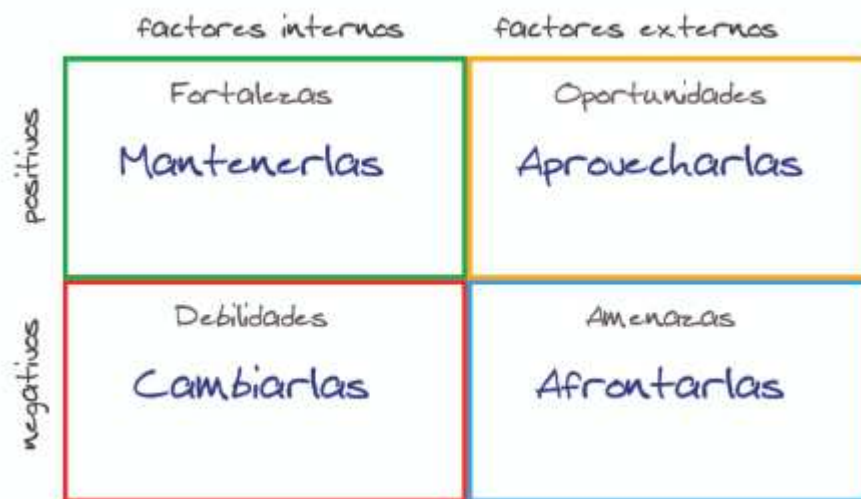 factores internos
factores externos
positivos
Fortalezas
Mantenerlas
Oportunidades
Aprovecharlas
negativos
Debilidades
Cambiarlas
Amenazas
Afrontarlas